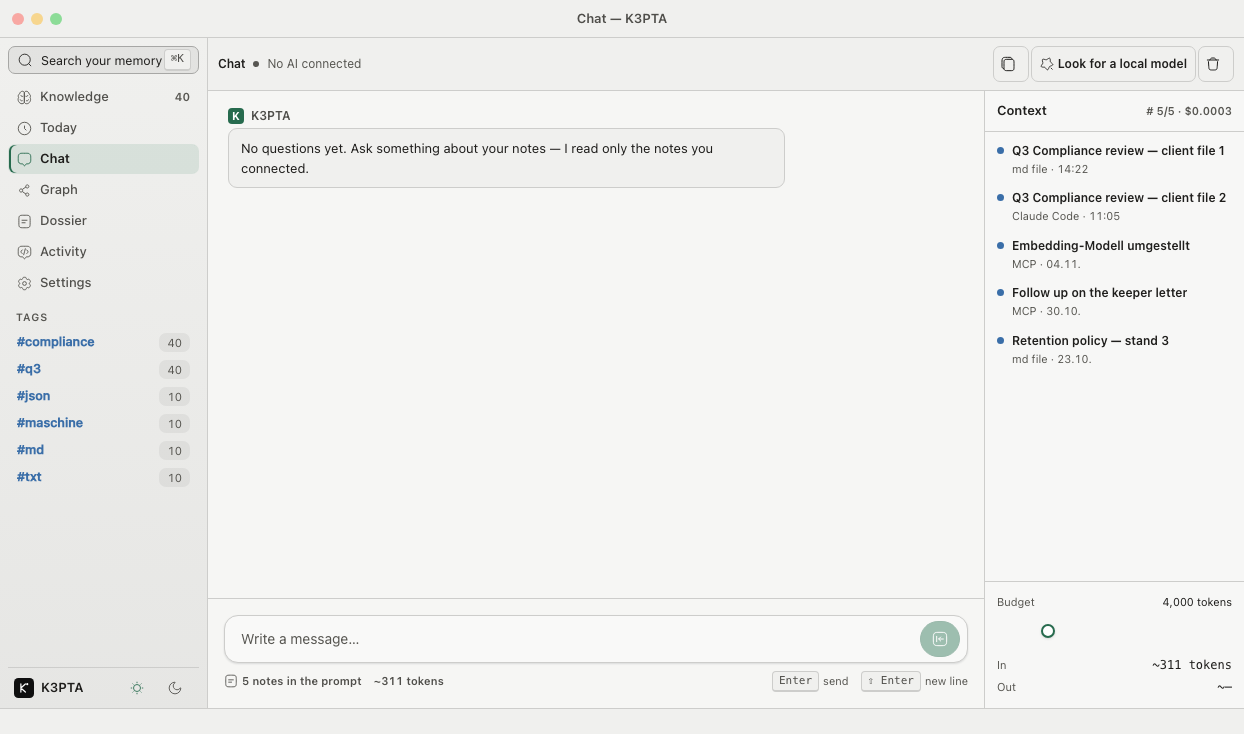 Chat — K3PTA
Search your memory ⌘K
Knowledge 40
Today
Chat
Graph
Dossier
Activity
Settings
TAGS
#compliance 40
#q3 40
#json 10
#maschine 10
#md 10
#txt 10
K3PTA
Chat • No AI connected
Look for a local model
K K3PTA
No questions yet. Ask something about your notes — I read only the notes you
connected.
Write a message…
5 notes in the prompt ~311 tokens
Enter send ⇧ Enter new line
Context # 5/5 · $0.0003
Q3 Compliance review — client file 1
md file · 14:22
Q3 Compliance review — client file 2
Claude Code · 11:05
Embedding-Modell umgestellt
MCP · 04.11.
Follow up on the keeper letter
MCP · 30.10.
Retention policy — stand 3
md file · 23.10.
Budget 4,000 tokens
In ~311 tokens
Out ~—